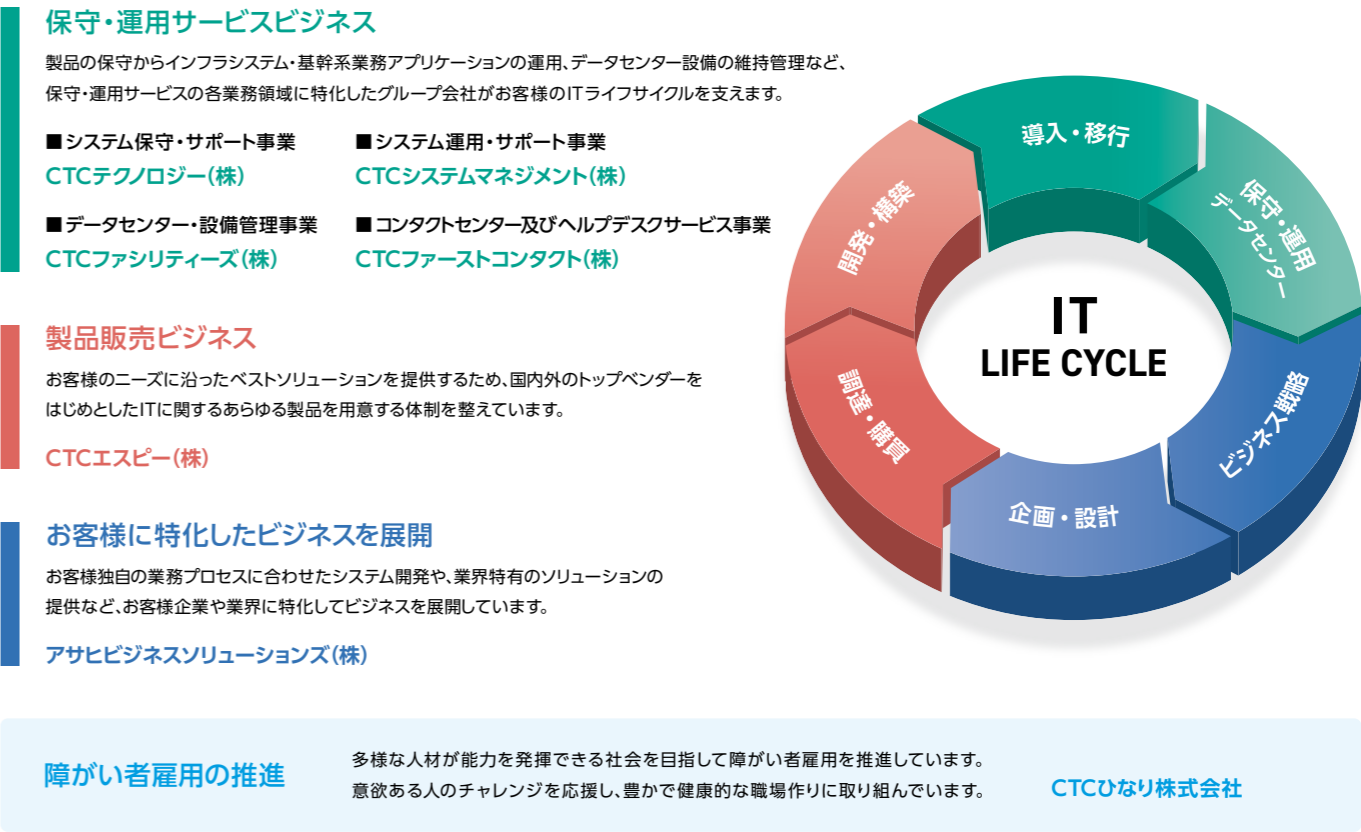 保守・運用サービスビジネス
製品の保守からインフラシステム・基幹系業務アプリケーションの運用、データセンター設備の維持管理など、
保守・運用サービスの各業務領域に特化したグループ会社がお客様のITライフサイクルを支えます。
■システム保守・サポート事業
CTCテクノロジー(株)
■システム運用・サポート事業
CTCシステムマネジメント(株)
■データセンター・設備管理事業
CTCファシリティーズ(株)
■コンタクトセンター及びヘルプデスクサービス事業
CTCファーストコンタクト(株)
製品販売ビジネス
お客様のニーズに沿ったベストソリューションを提供するため、国内外のトップベンダーを
はじめとしたITに関するあらゆる製品を用意する体制を整えています。
CTCエスピー(株)
お客様に特化したビジネスを展開
お客様独自の業務プロセスに合わせたシステム開発や、業界特有のソリューションの
提供など、お客様企業や業界に特化してビジネスを展開しています。
アサヒビジネスソリューションズ(株)
導入・移行
保守・運用
データセンター
ビジネス戦略
企画・設計
調達・購買
開発・構築
IT
LIFE CYCLE
障がい者雇用の推進
多様な人材が能力を発揮できる社会を目指して障がい者雇用を推進しています。
意欲ある人のチャレンジを応援し、豊かで健康的な職場作りに取り組んでいます。
CTCひなり株式会社